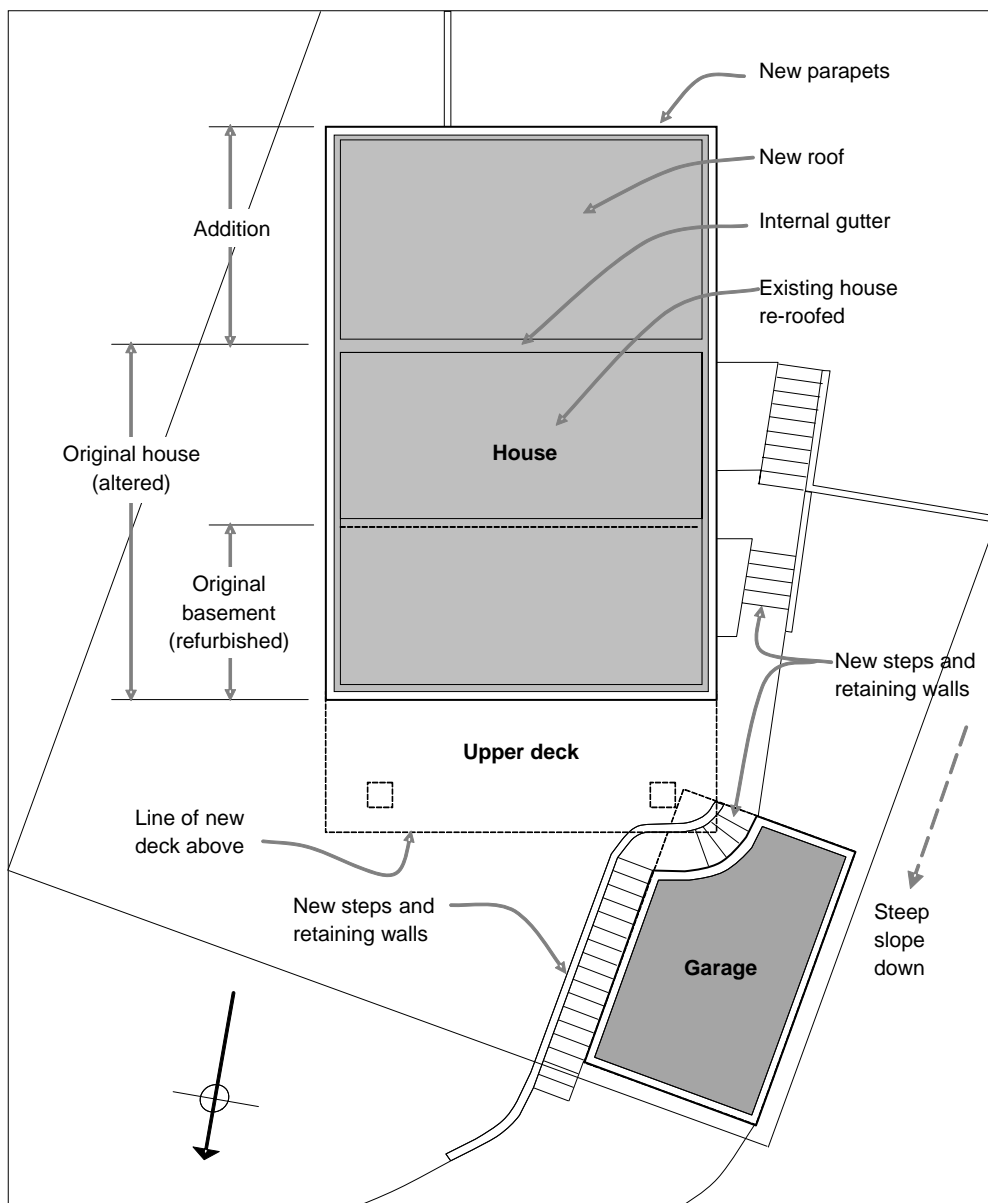 New parapets
New roof
Addition
Internal gutter
Existing house
re-roofed
Original house
(altered)
House
Original
basement
(refurbished)
New steps and
retaining walls
Upper deck
Line of new
deck above
New steps and
retaining walls
Steep
slope
down
Garage